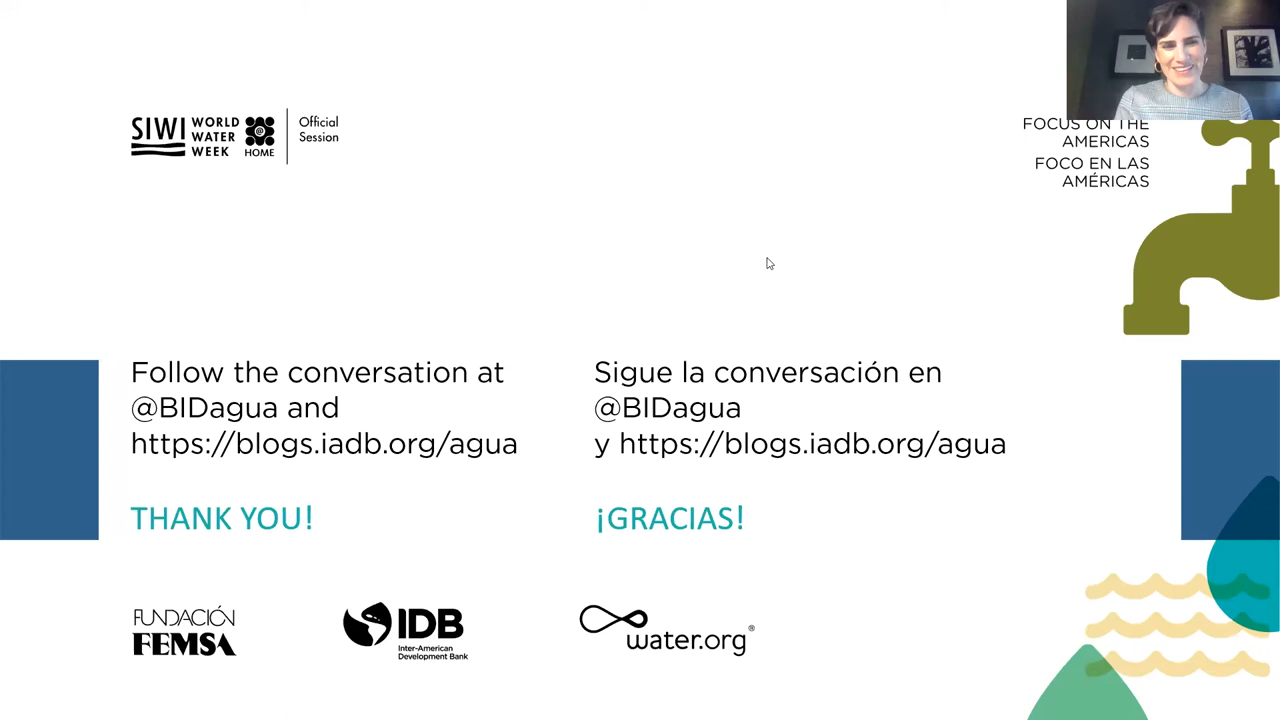 SIWI
WORLD
WATER
WEEK
@
HOME
Official
Session
FOCUS ON THE
AMERICAS
FOCO EN LAS
AMÉRICAS
Follow the conversation at
@BIDagua and
https://blogs.iadb.org/agua
Sigue la conversación en
@BIDagua
y https://blogs.iadb.org/agua
THANK YOU!
¡GRACIAS!
FUNDACIÓN
FEMSA
IDB
Inter-American
Development Bank
water.org®